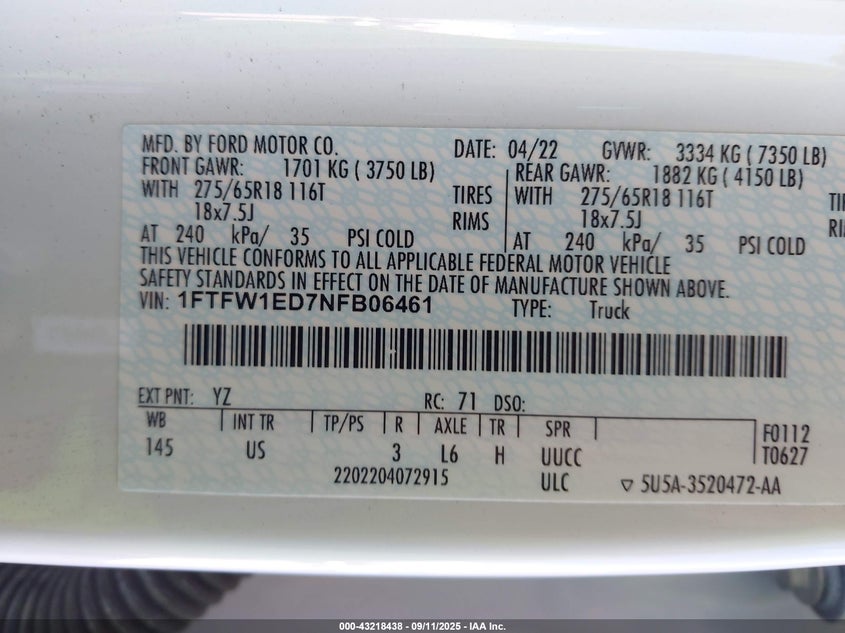 MFD. BY FORD MOTOR CO. DATE: 04/22 GVWR: 3334 KG ( 7350 LB)
FRONT GAWR: 1701 KG ( 3750 LB) REAR GAWR: 1882 KG ( 4150 LB)
WITH 275/65R18 116T TIRES WITH 275/65R18 116T TIR
18x7.5J RIMS 18x7.5J RI
AT 240 kPa/ 35 PSI COLD AT 240 kPa/ 35 PSI COLD
THIS VEHICLE CONFORMS TO ALL APPLICABLE FEDERAL MOTOR VEHICLE
SAFETY STANDARDS IN EFFECT ON THE DATE OF MANUFACTURE SHOWN ABOVE.
VIN: 1FTFW1ED7NFB06461 TYPE: Truck
EXT PNT: YZ RC: 71 DSO:
WB INT TR TP/PS R AXLE TR SPR F0112
145 US 3 L6 H UUCC T0627
2202204072915 ULC ▽ 5U5A-3520472-AA
000-43218438 - 09/11/2025 - IAA Inc.